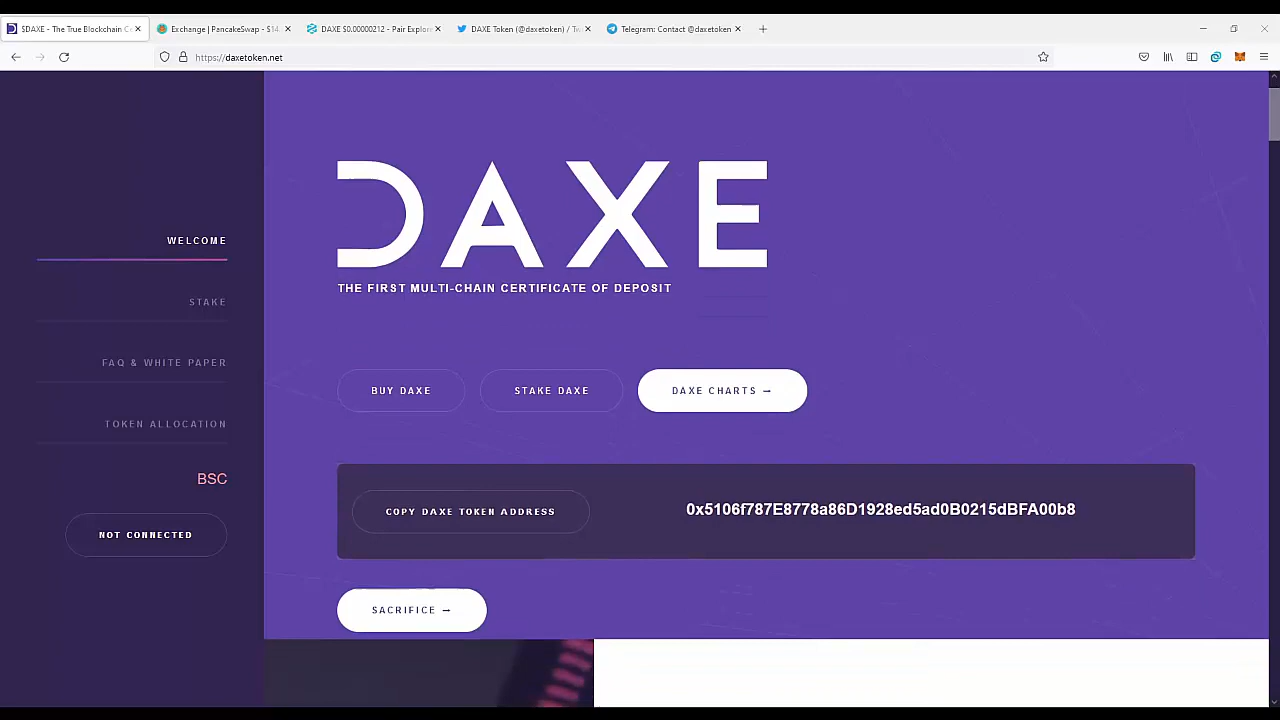 $DAXE - The True Blockchain C
Exchange | PancakeSwap - $14
DAXE $0.00000212 - Pair Explore
DAXE Token (@daxetoken) / Tw
Telegram: Contact @daxetoken
https://daxetoken.net
WELCOME
STAKE
FAQ & WHITE PAPER
TOKEN ALLOCATION
BSC
NOT CONNECTED
DAXE
THE FIRST MULTI-CHAIN CERTIFICATE OF DEPOSIT
BUY DAXE
STAKE DAXE
DAXE CHARTS →
COPY DAXE TOKEN ADDRESS
0x5106f787E8778a86D1928ed5ad0B0215dBFA00b8
SACRIFICE →